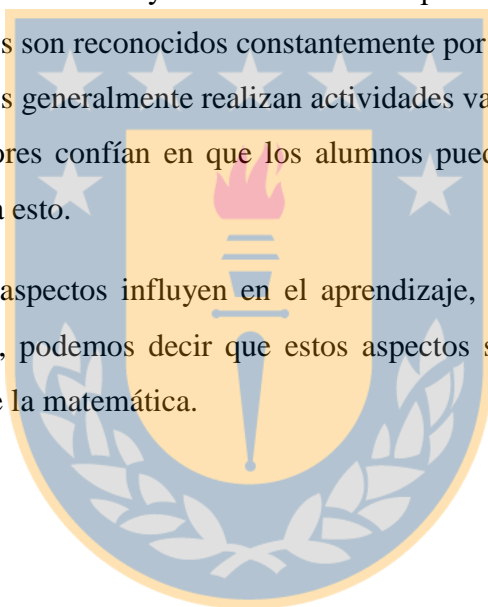 s son reconocidos constantemente por
s generalmente realizan actividades va
ores confían en que los alumnos pued
a esto.
aspectos influyen en el aprendizaje,
, podemos decir que estos aspectos s
e la matemática.